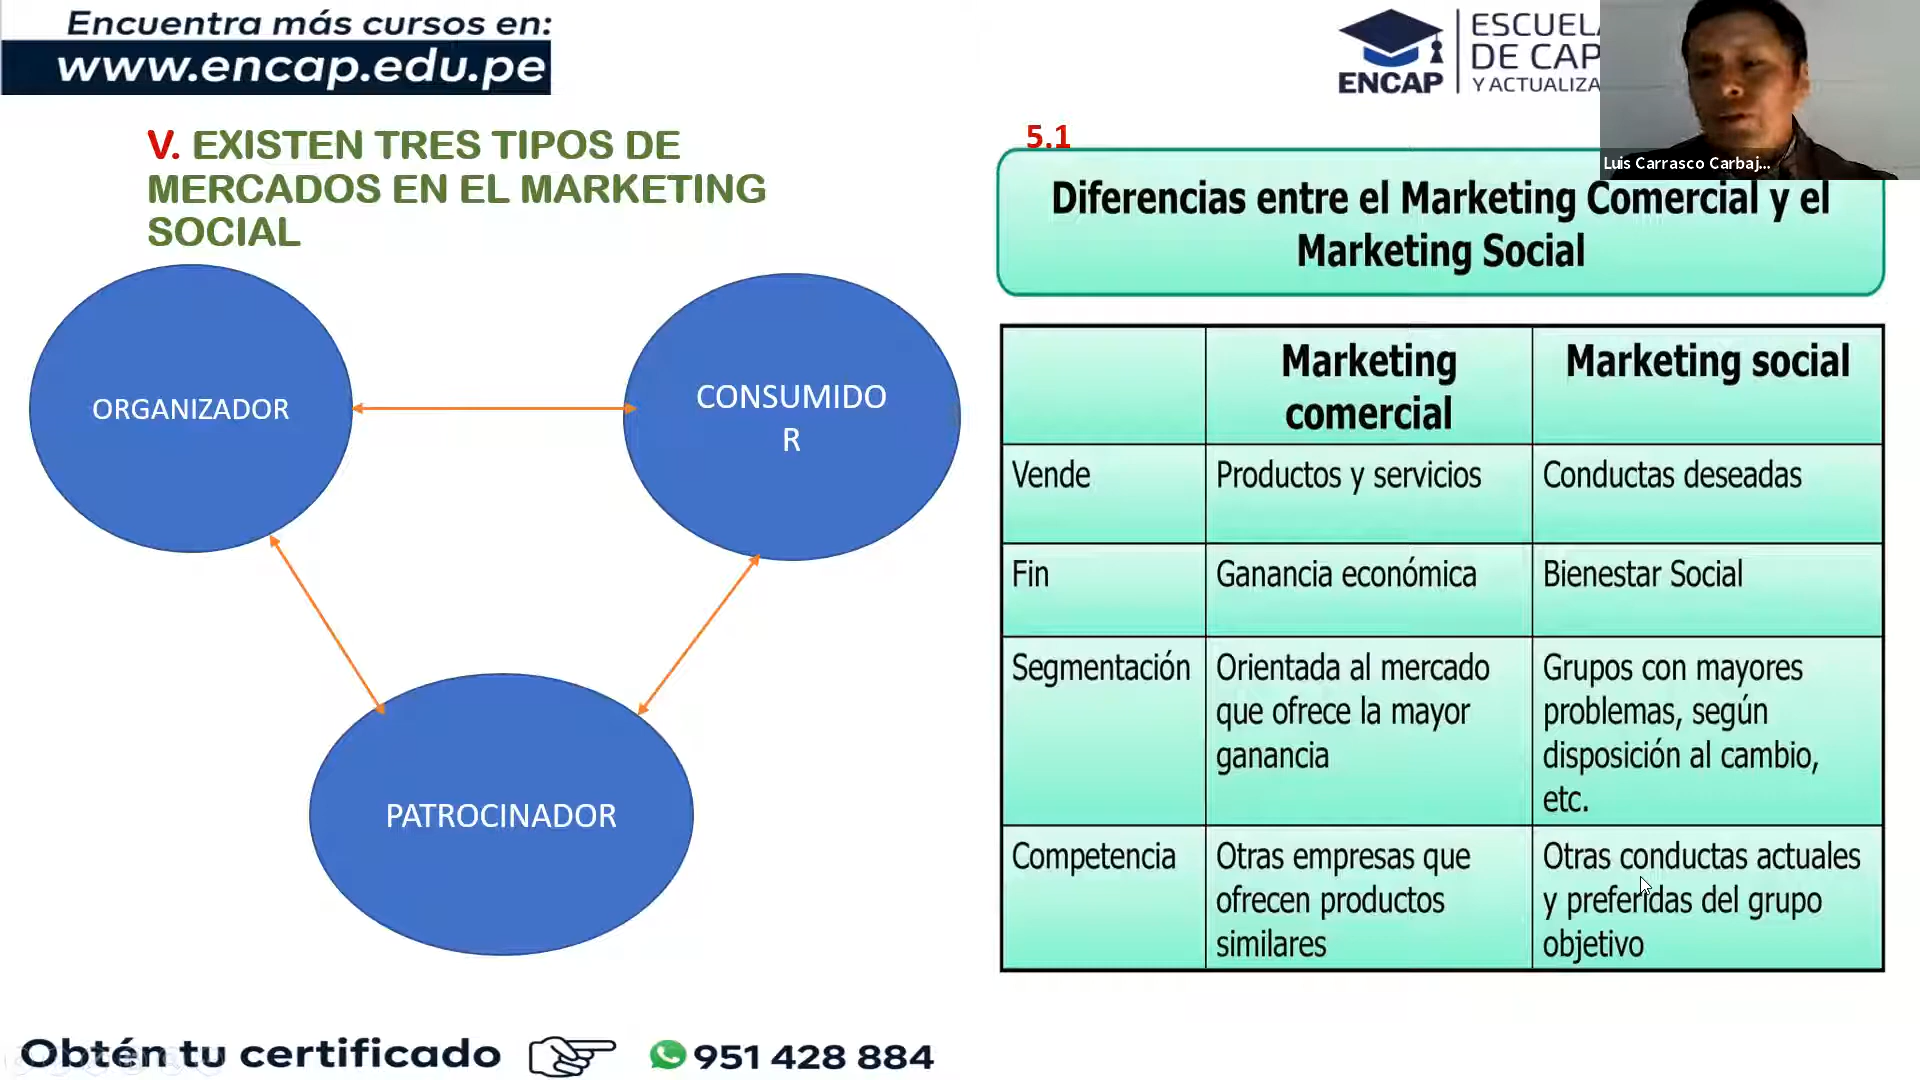 Encuentra más cursos en:
www.encap.edu.pe
ENCAP
ESCUELA
DE CAP
Y ACTUALIZA
Luis Carrasco Carbaj...
V. EXISTEN TRES TIPOS DE
MERCADOS EN EL MARKETING
SOCIAL
ORGANIZADOR
CONSUMIDO
R
PATROCINADOR
5.1
Diferencias entre el Marketing Comercial y el
Marketing Social
Marketing
comercial
Marketing social
Vende
Productos y servicios
Conductas deseadas
Fin
Ganancia económica
Bienestar Social
Segmentación
Orientada al mercado
que ofrece la mayor
ganancia
Grupos con mayores
problemas, según
disposición al cambio,
etc.
Competencia
Otras empresas que
ofrecen productos
similares
Otras conductas actuales
y preferidas del grupo
objetivo
Obtén tu certificado
951 428 884